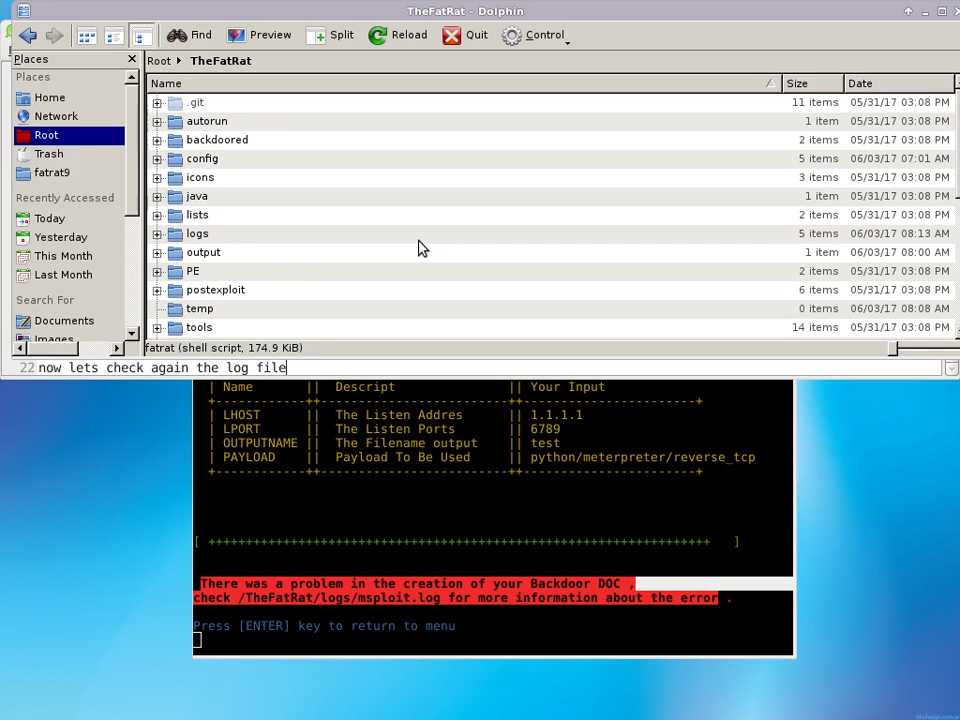 TheFatRat - Dolphin
Find Preview Split Reload Quit Control
Places
Root TheFatRat
Places
Name Size Date
Home
Network
Root
Trash
fatrat9
Recently Accessed
Today
Yesterday
This Month
Last Month
Search For
Documents
Images
.git 11 items 05/31/17 03:08 PM
autorun 1 item 05/31/17 03:08 PM
backdoored 2 items 05/31/17 03:08 PM
config 5 items 06/03/17 07:01 AM
icons 3 items 05/31/17 03:08 PM
java 1 item 05/31/17 03:08 PM
lists 2 items 05/31/17 03:08 PM
logs 5 items 06/03/17 08:13 AM
output 1 item 06/03/17 08:00 AM
PE 2 items 05/31/17 03:08 PM
postexploit 6 items 05/31/17 03:08 PM
temp 0 items 06/03/17 08:08 AM
tools 14 items 05/31/17 03:08 PM
fatrat (shell script, 174.9 KiB)
22 now lets check again the log file
| Name || Descript || Your Input
+------------++-------------------------++-----------------------+
| LHOST || The Listen Addres || 1.1.1.1
| LPORT || The Listen Ports || 6789
| OUTPUTNAME || The Filename output || test
| PAYLOAD || Payload To Be Used || python/meterpreter/reverse_tcp
+------------++-------------------------++-----------------------+
[ +++++++++++++++++++++++++++++++++++++++++++++++++++++++++++++++++++ ]
There was a problem in the creation of your Backdoor DOC ,
check /TheFatRat/logs/msploit.log for more information about the error .
Press [ENTER] key to return to menu